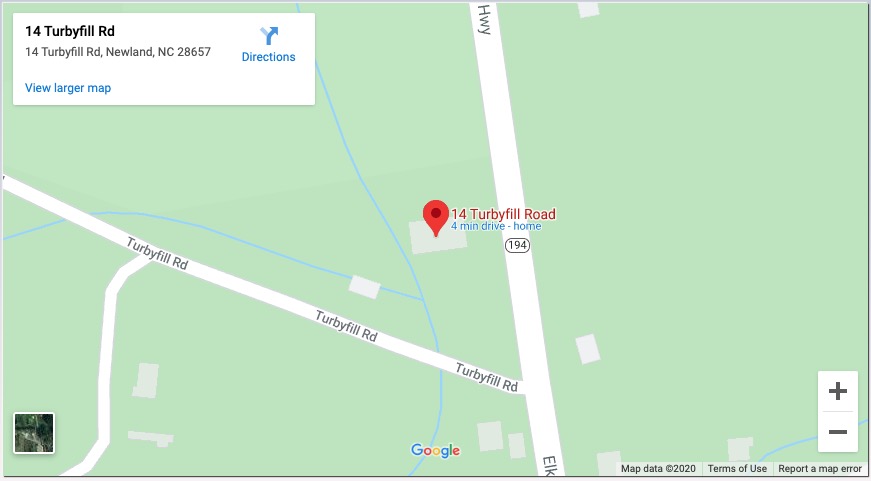 14 Turbyfill Rd
14 Turbyfill Rd, Newland, NC 28657
Directions
View larger map
Hwy
14 Turbyfill Road
4 min drive - home
194
Turbyfill Rd
Turbyfill Rd
Turbyfill Rd
Google
Elk
Map data ©2020
Terms of Use
Report a map error